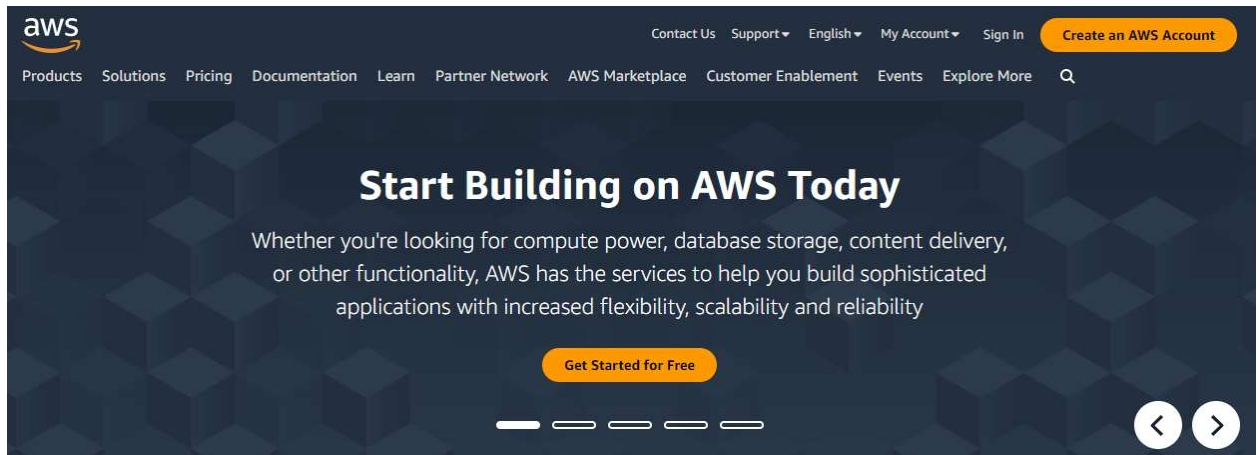 aws
Contact Us Support English My Account Sign In Create an AWS Account
Products Solutions Pricing Documentation Learn Partner Network AWS Marketplace Customer Enablement Events Explore More
Start Building on AWS Today
Whether you're looking for compute power, database storage, content delivery,
or other functionality, AWS has the services to help you build sophisticated
applications with increased flexibility, scalability and reliability
Get Started for Free